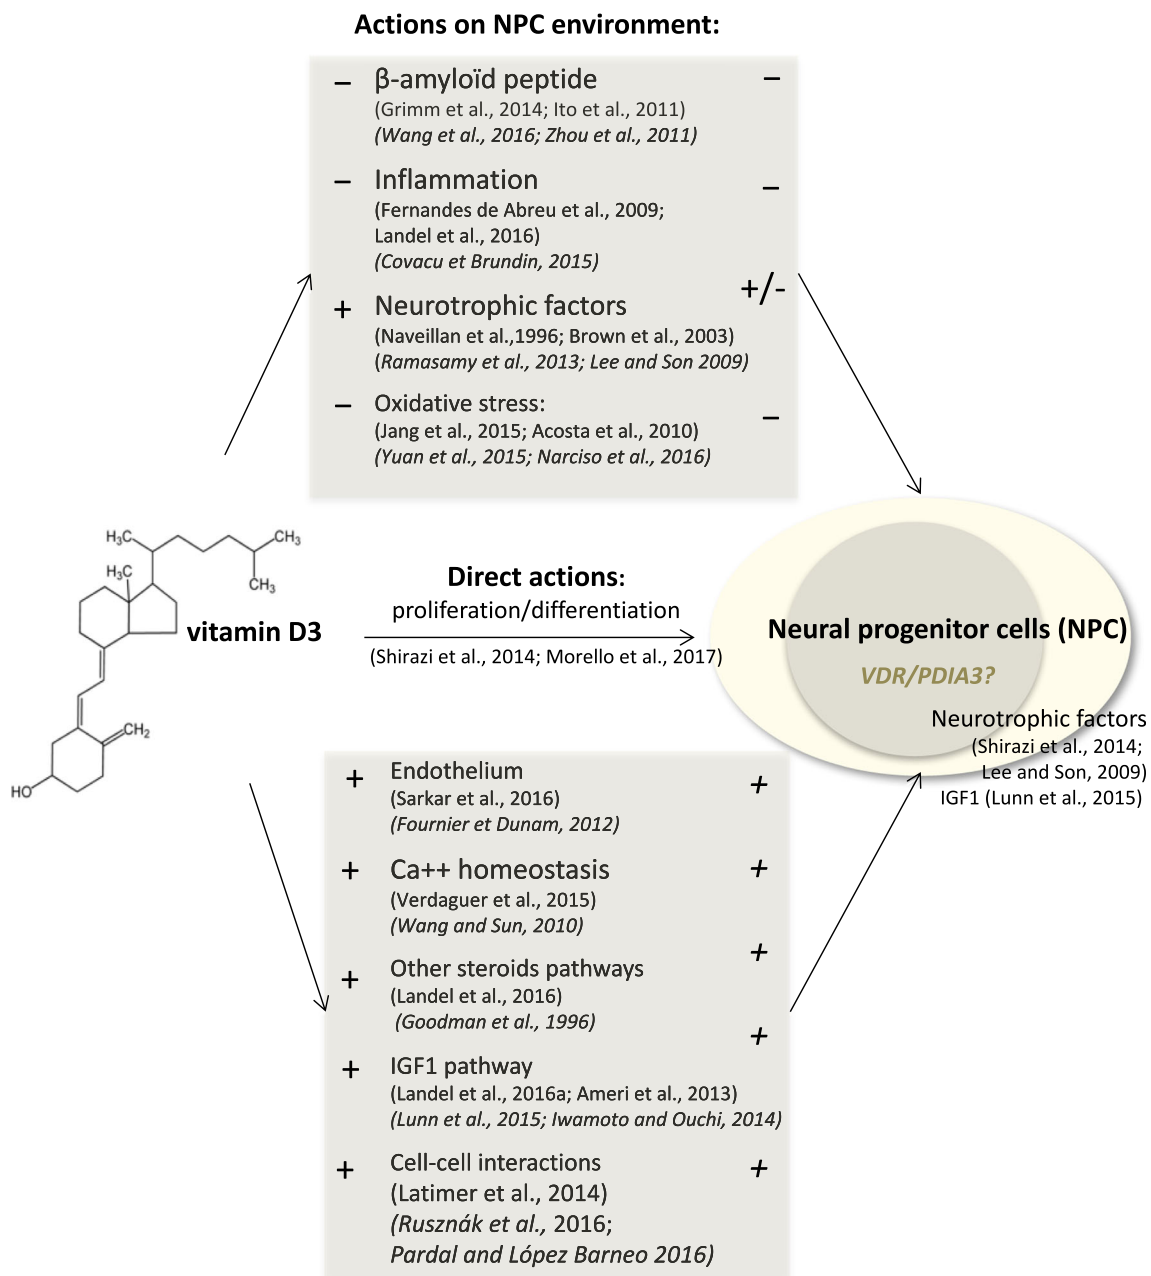 Actions on NPC environment:
– β-amyloïd peptide –
(Grimm et al., 2014; Ito et al., 2011)
(Wang et al., 2016; Zhou et al., 2011)
– Inflammation –
(Fernandes de Abreu et al., 2009;
Landel et al., 2016)
(Covacu et Brundin, 2015)
+ Neurotrophic factors +/-
(Naveillan et al.,1996; Brown et al., 2003)
(Ramasamy et al., 2013; Lee and Son 2009)
– Oxidative stress: –
(Jang et al., 2015; Acosta et al., 2010)
(Yuan et al., 2015; Narciso et al., 2016)
H₃C CH₃
H₃C CH₃
vitamin D3
CH₂
HO
Direct actions:
proliferation/differentiation
(Shirazi et al., 2014; Morello et al., 2017)
Neural progenitor cells (NPC)
VDR/PDIA3?
Neurotrophic factors
(Shirazi et al., 2014;
Lee and Son, 2009)
IGF1 (Lunn et al., 2015)
+ Endothelium +
(Sarkar et al., 2016)
(Fournier et Dunam, 2012)
+ Ca++ homeostasis +
(Verdaguer et al., 2015)
(Wang and Sun, 2010)
+ Other steroids pathways +
(Landel et al., 2016)
(Goodman et al., 1996)
+ IGF1 pathway +
(Landel et al., 2016a; Ameri et al., 2013)
(Lunn et al., 2015; Iwamoto and Ouchi, 2014)
+ Cell-cell interactions +
(Latimer et al., 2014)
(Rusznák et al., 2016;
Pardal and López Barneo 2016)